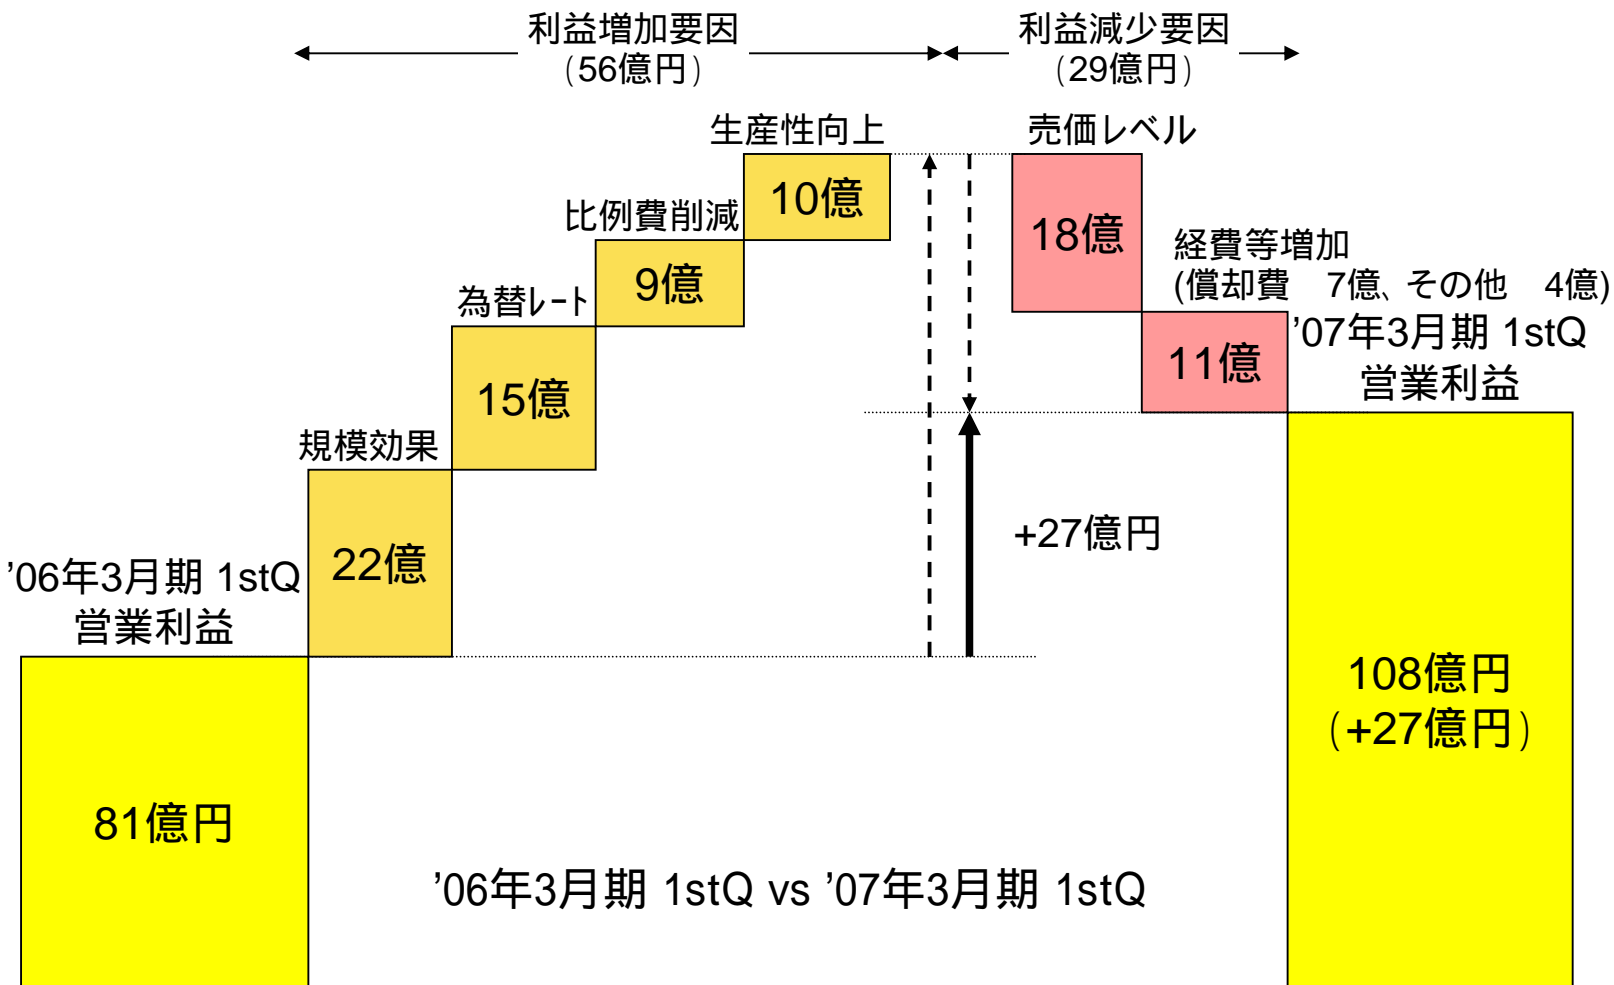 利益増加要因
(56億円)
利益減少要因
(29億円)
生産性向上
売価レベル
10億
比例費削減
18億
経費等増加
(償却費　7億、その他　4億)
為替レート
9億
'07年3月期 1stQ
営業利益
11億
15億
規模効果
+27億円
22億
'06年3月期 1stQ
営業利益
108億円
(+27億円)
81億円
'06年3月期 1stQ vs '07年3月期 1stQ